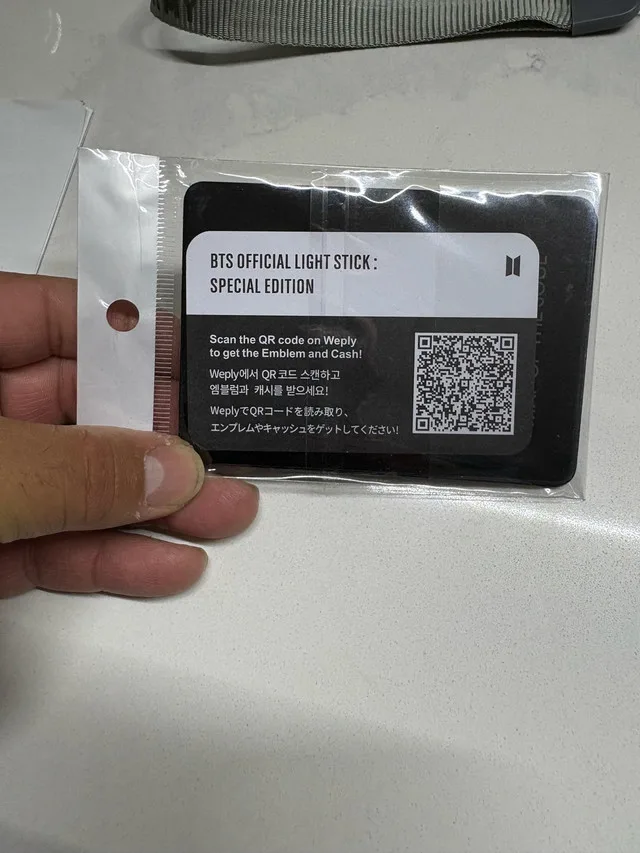 BTS OFFICIAL LIGHT STICK :
SPECIAL EDITION
Scan the QR code on Weply
to get the Emblem and Cash!
Weply에서 QR코드 스캔하고
엠블럼과 캐시를 받으세요!
WeplyでQRコードを読み取り、
エンブレムやキャッシュをゲットしてください!
MAP OF THE SOUL